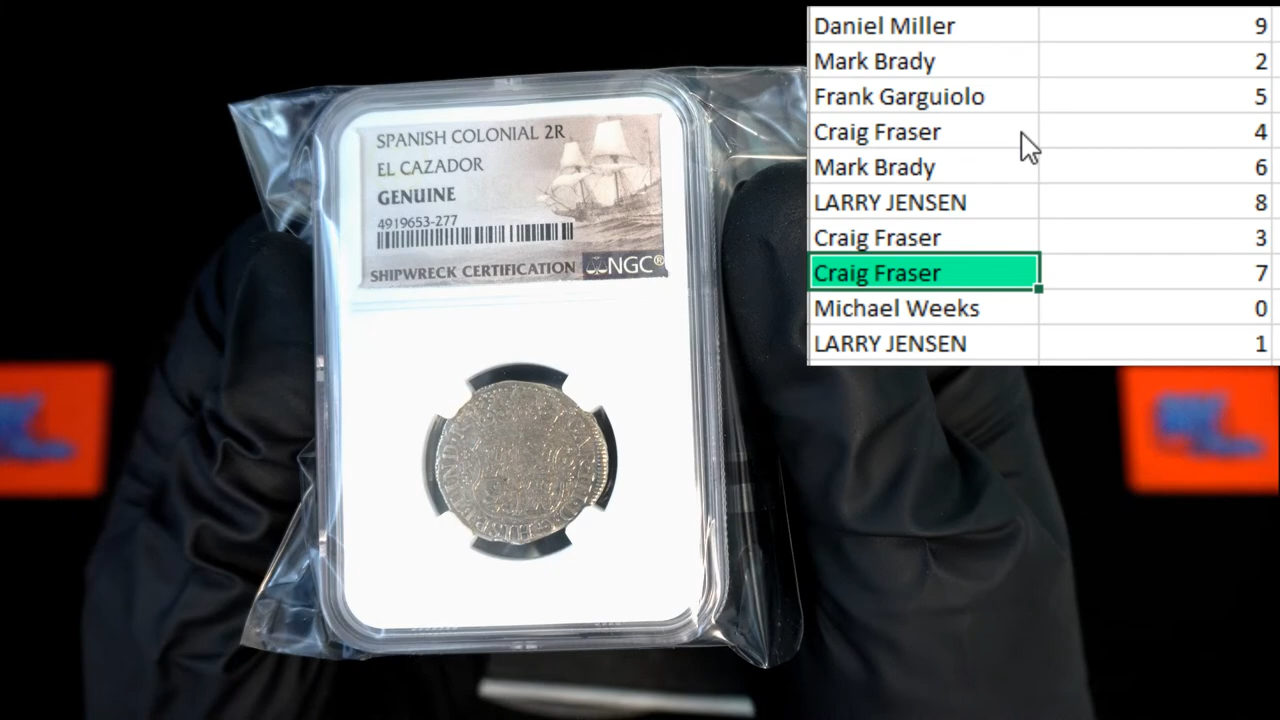 SPANISH COLONIAL 2R
EL CAZADOR
GENUINE
4919653-277
SHIPWRECK CERTIFICATION NGC®
Daniel Miller 9
Mark Brady 2
Frank Garguiolo 5
Craig Fraser 4
Mark Brady 6
LARRY JENSEN 8
Craig Fraser 3
Craig Fraser 7
Michael Weeks 0
LARRY JENSEN 1